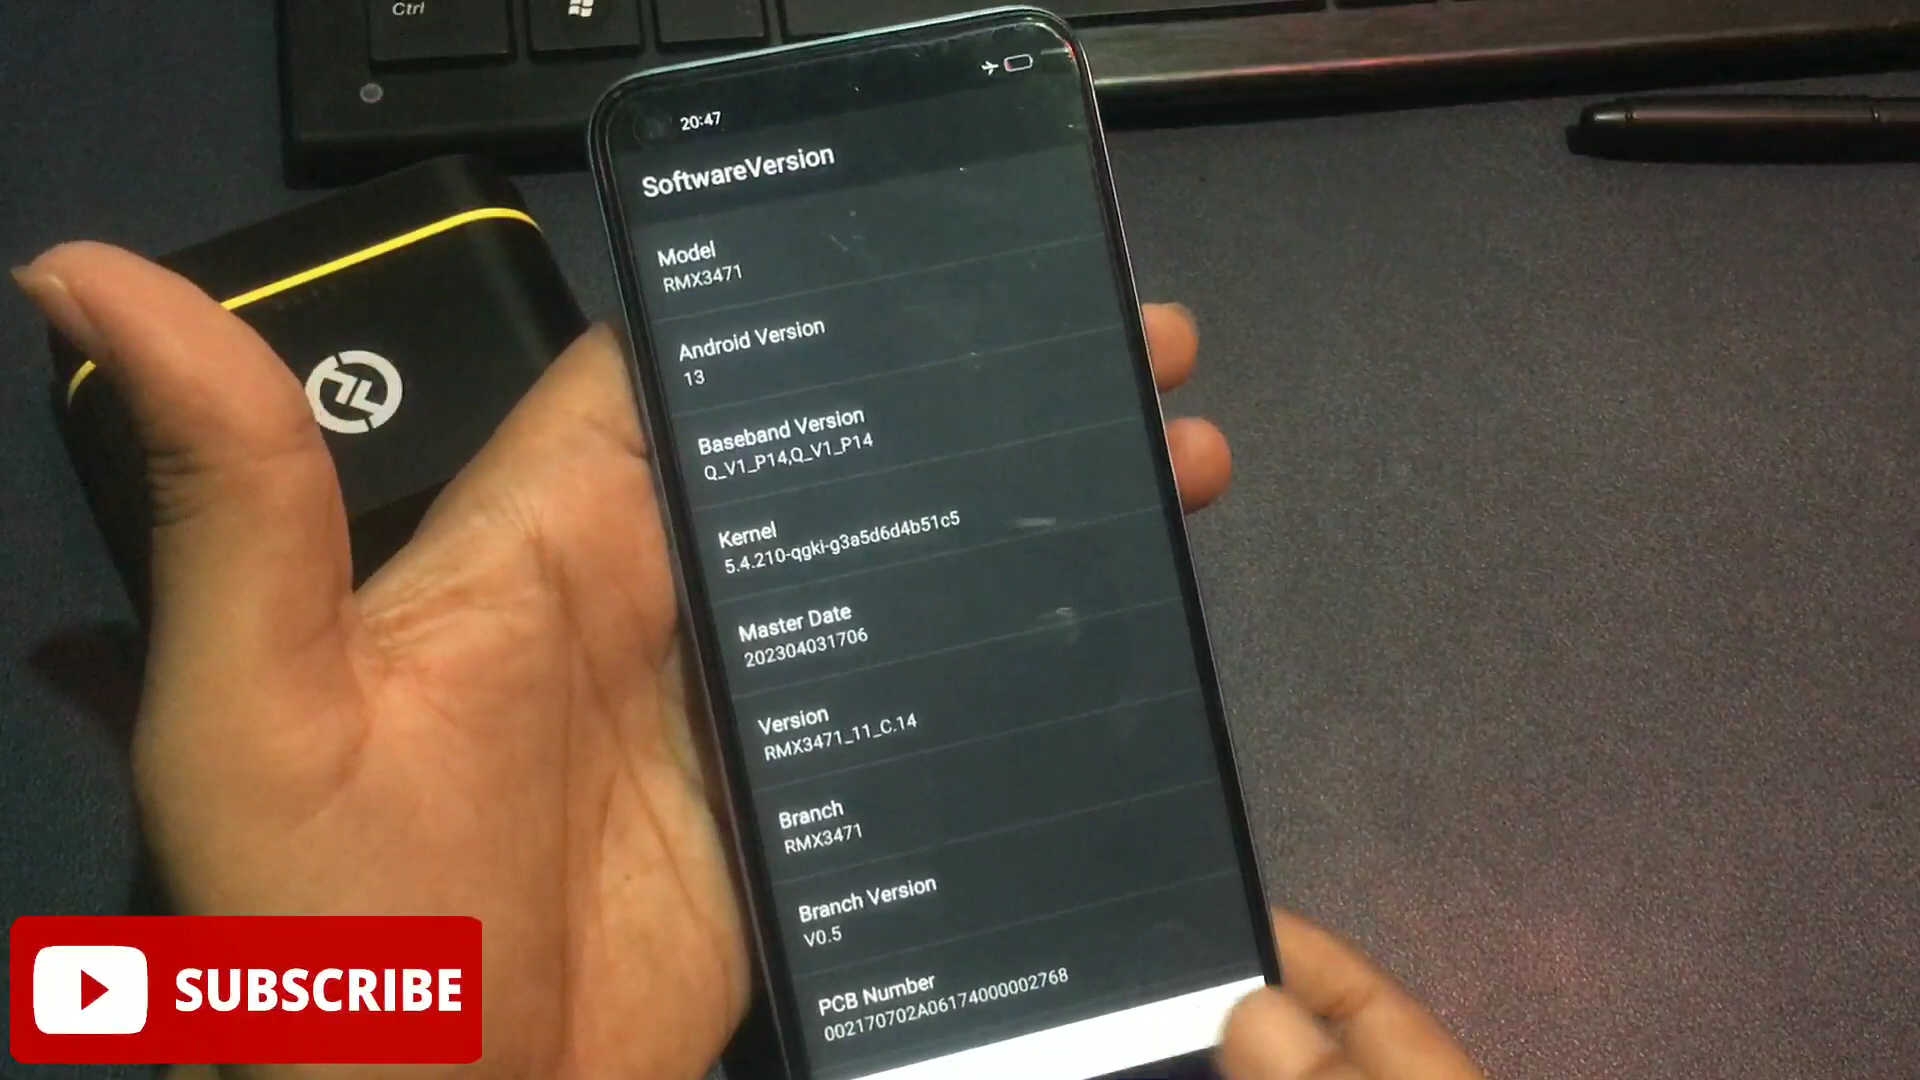 Ctrl
20:47
SoftwareVersion
Model
RMX3471
Android Version
13
Baseband Version
Q_V1_P14,Q_V1_P14
Kernel
5.4.210-qgki-g3a5d6d4b51c5
Master Date
202304031706
Version
RMX3471_11_C.14
Branch
RMX3471
Branch Version
V0.5
PCB Number
002170702A06174000002768
SUBSCRIBE